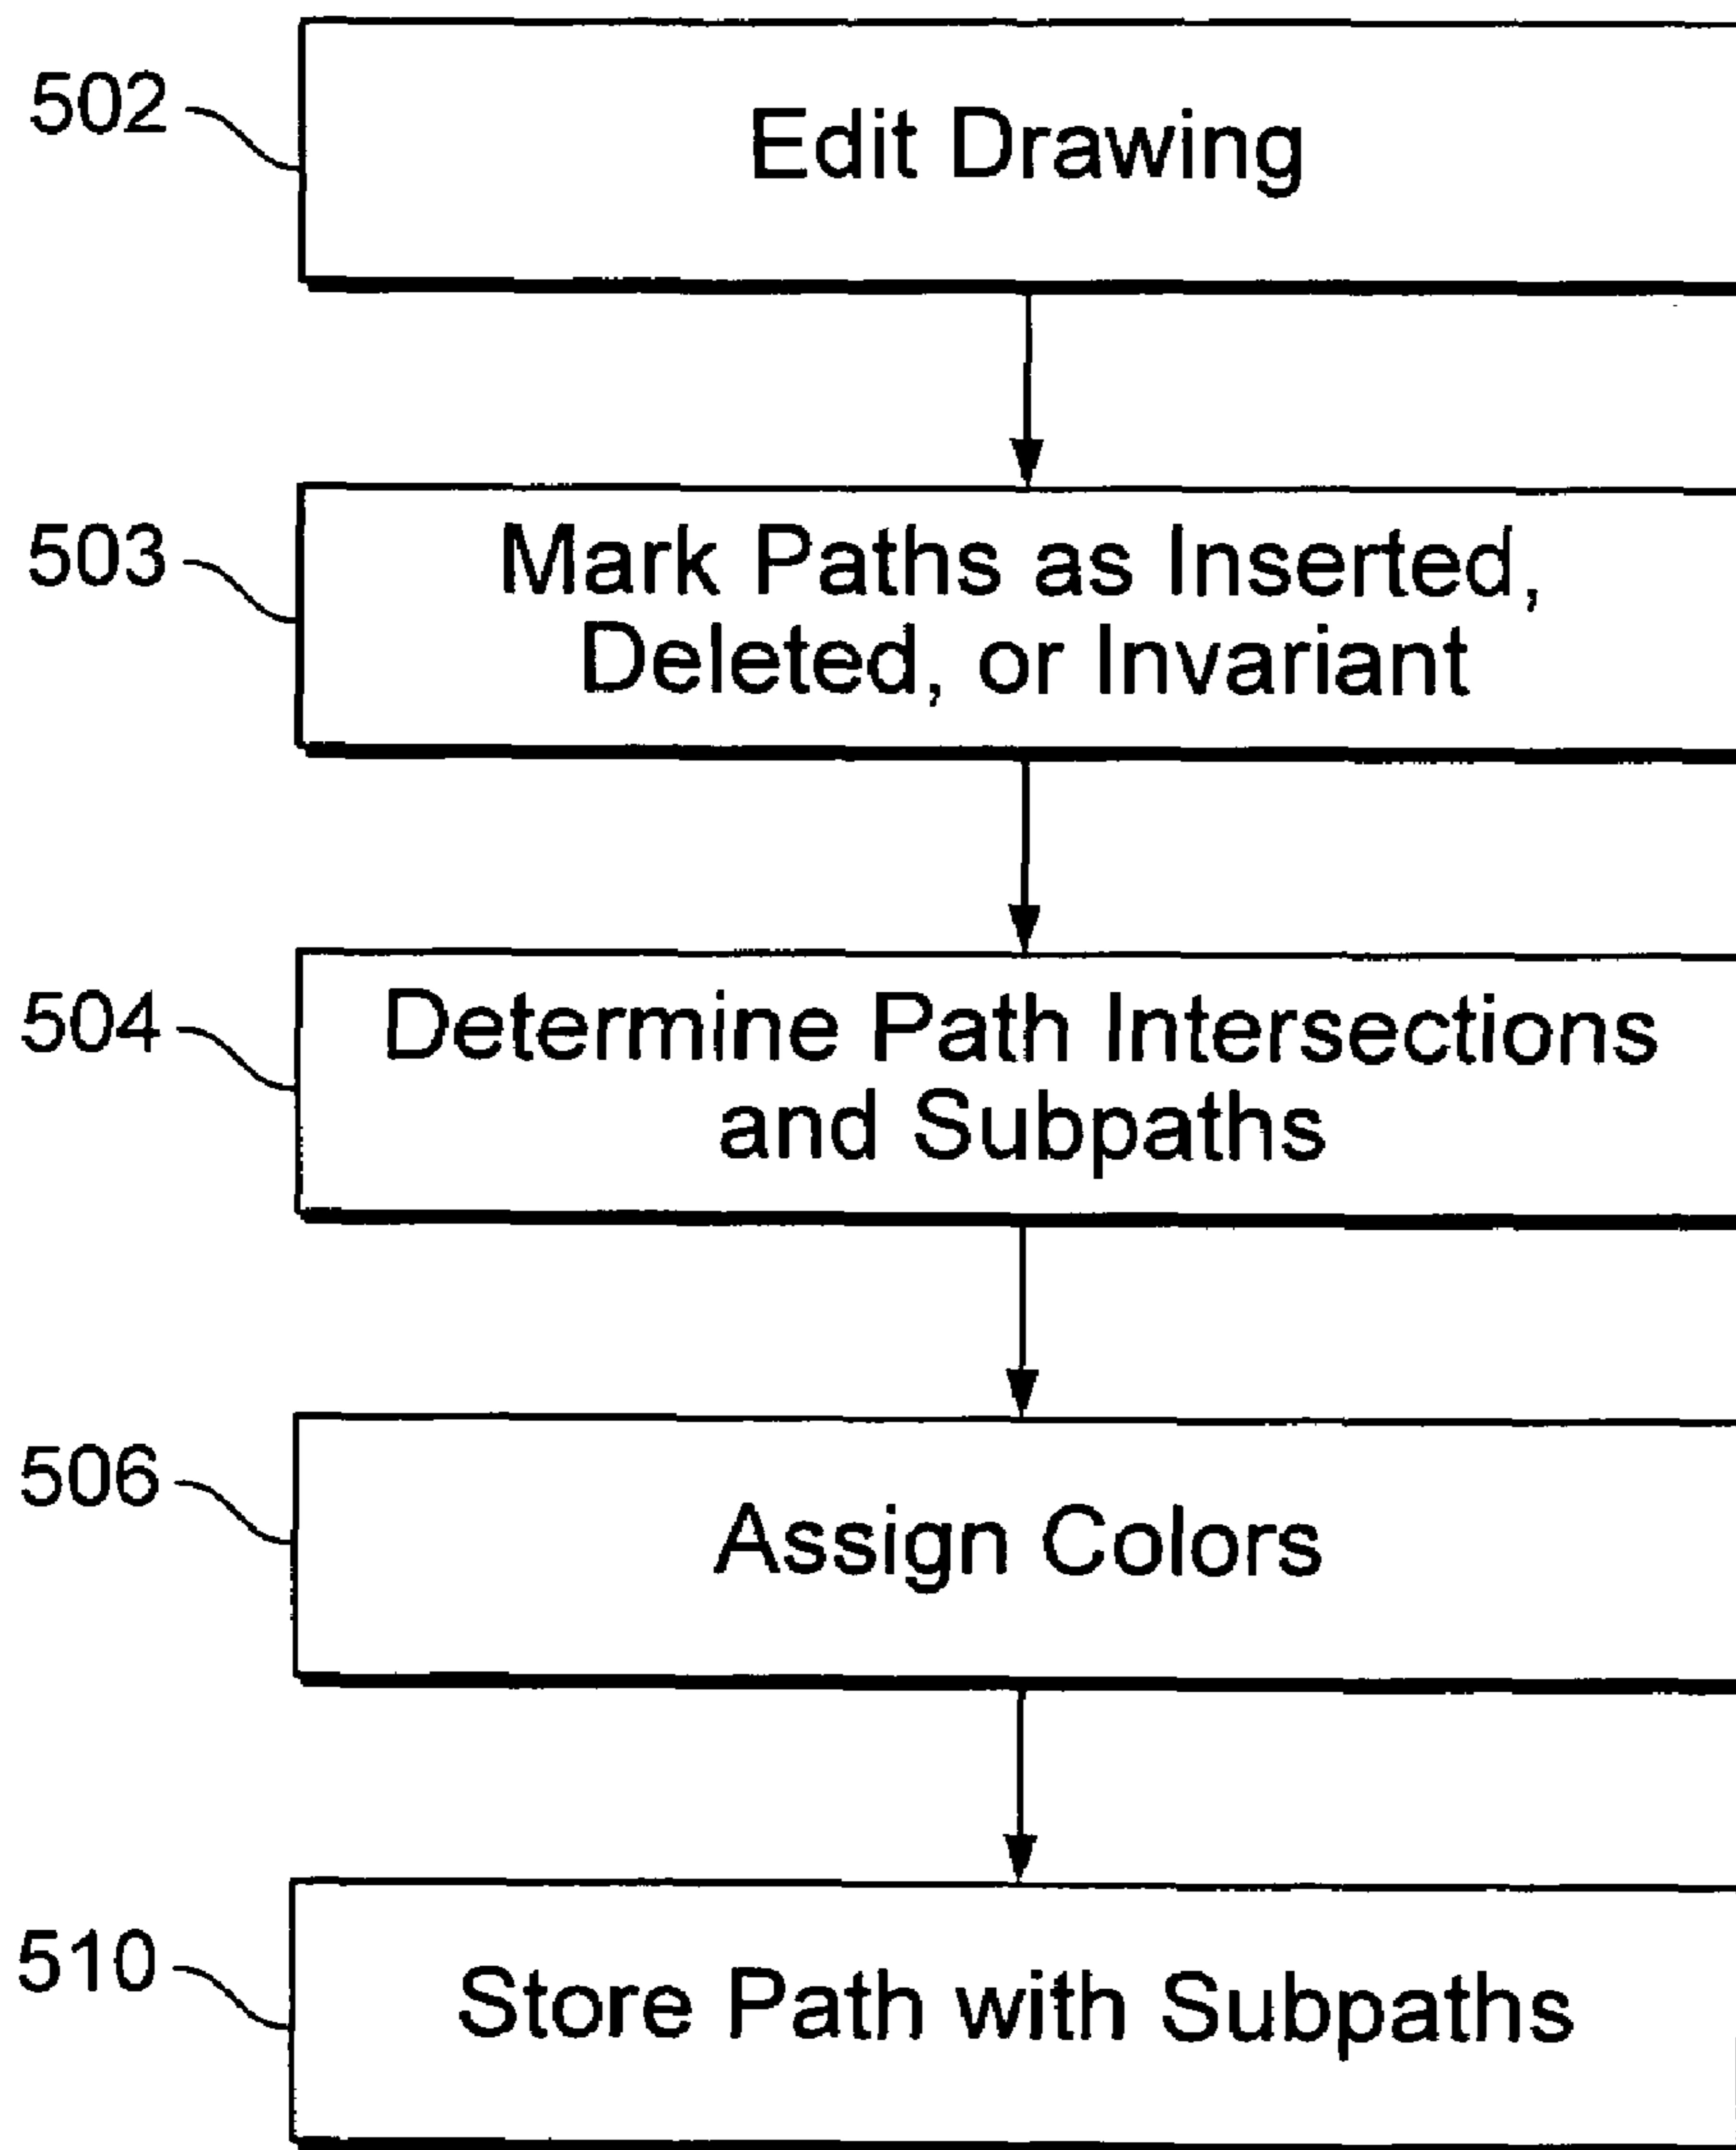 502
Edit Drawing
503
Mark Paths as Inserted,
Deleted, or Invariant
504
Determine Path Intersections
and Subpaths
506
Assign Colors
510
Store Path with Subpaths